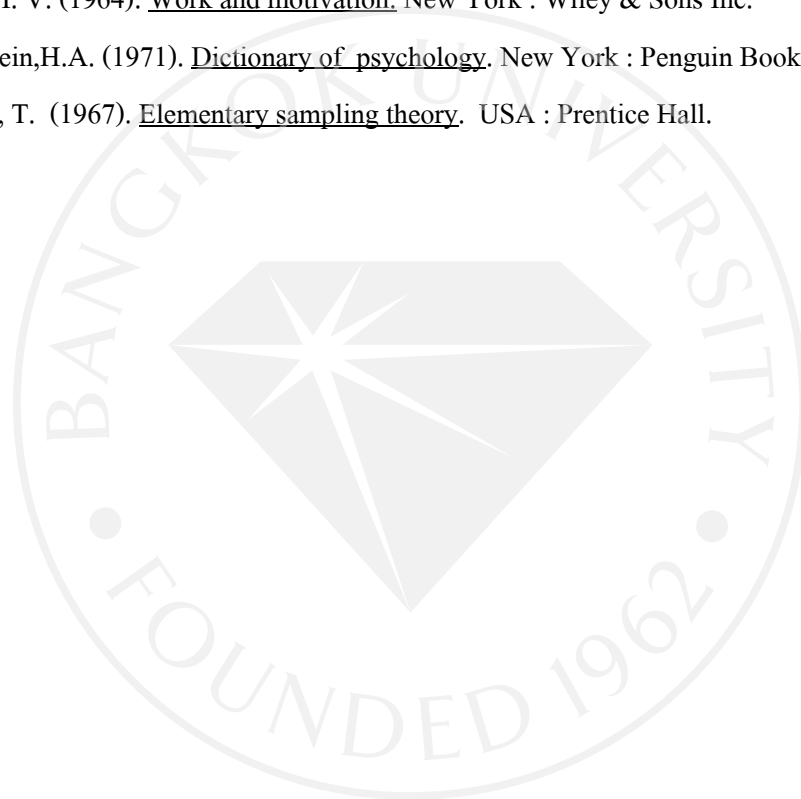 V. (1964). Work and motivation. New York : Wiley & Sons Inc.
ein,H.A. (1971). Dictionary of psychology. New York : Penguin Book
, T. (1967). Elementary sampling theory. USA : Prentice Hall.
BANGKOK UNIVERSITY
FOUNDED 1962